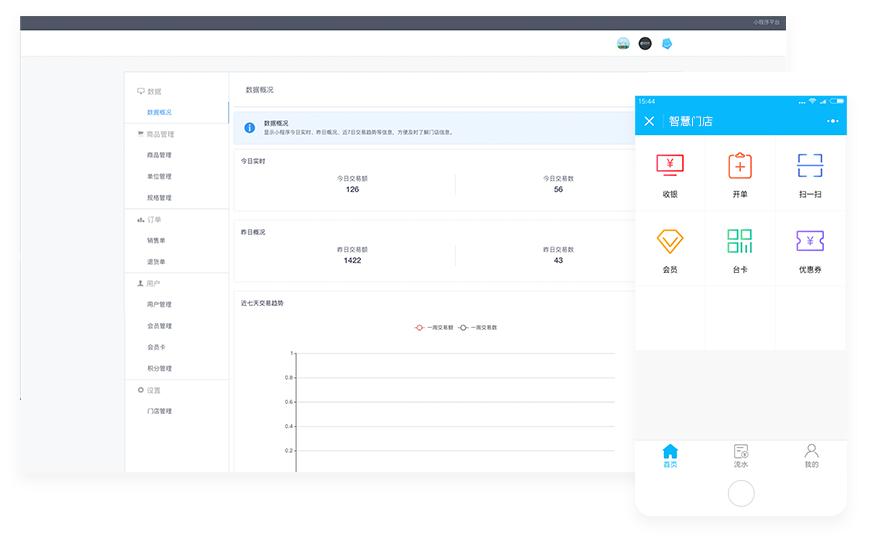 小程序平台
数据
数据概况
商品管理
商品管理
单位管理
规格管理
订单
销售单
退货单
用户
用户管理
会员管理
会员卡
积分管理
设置
门店管理
数据概况
数据概况
显示小程序今日实时、昨日概况、近7日交易趋势等信息，方便及时了解门店信息。
今日实时
今日交易额 今日交易数
126 56
昨日概况
昨日交易额 昨日交易数
1422 43
近七天交易趋势
一周交易额 一周交易数
1
0.8
0.6
0.4
0.2
15:44
智慧门店
收银 开单 扫一扫
会员 台卡 优惠券
首页 流水 我的